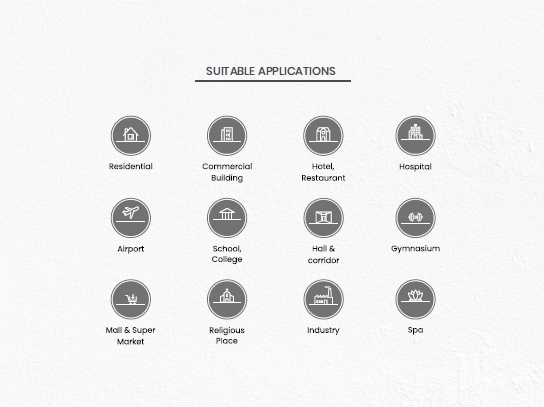 SUITABLE APPLICATIONS
Residential
Commercial
Building
Hotel,
Restaurant
Hospital
Airport
School,
College
Hall &
corridor
Gymnasium
Mall & Super
Market
Religious
Place
Industry
Spa